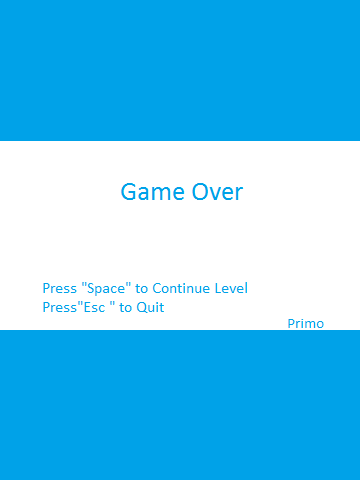 Game Over
Press "Space" to Continue Level
Press"Esc " to Quit
Primo